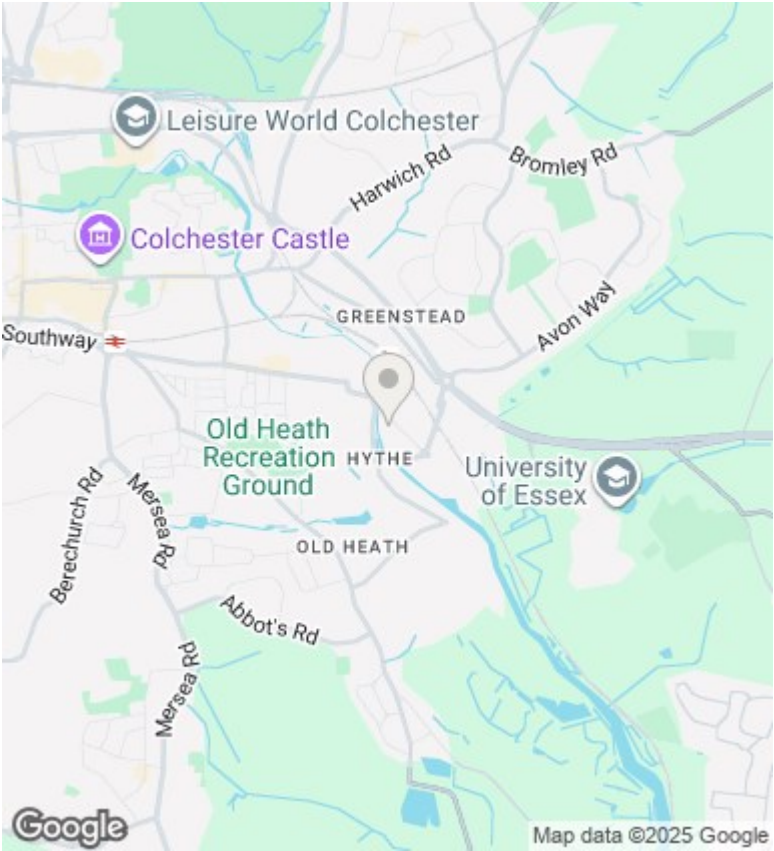 Leisure World Colchester
Harwich Rd
Bromley Rd
Colchester Castle
Avon Way
GREENSTEAD
Southway
Old Heath
Recreation
Ground
HYTHE
University
of Essex
Berechurch Rd
Mersea Rd
OLD HEATH
Abbot's Rd
Mersea Rd
Google
Map data ©2025 Google